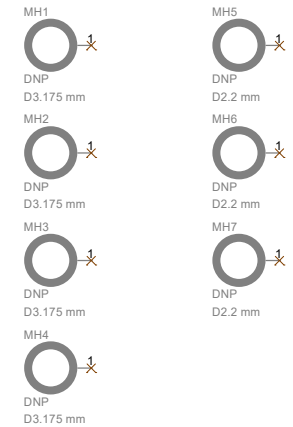 MH1
1
DNP
D3.175 mm
MH2
1
DNP
D3.175 mm
MH3
1
DNP
D3.175 mm
MH4
1
DNP
D3.175 mm
MH5
1
DNP
D2.2 mm
MH6
1
DNP
D2.2 mm
MH7
1
DNP
D2.2 mm